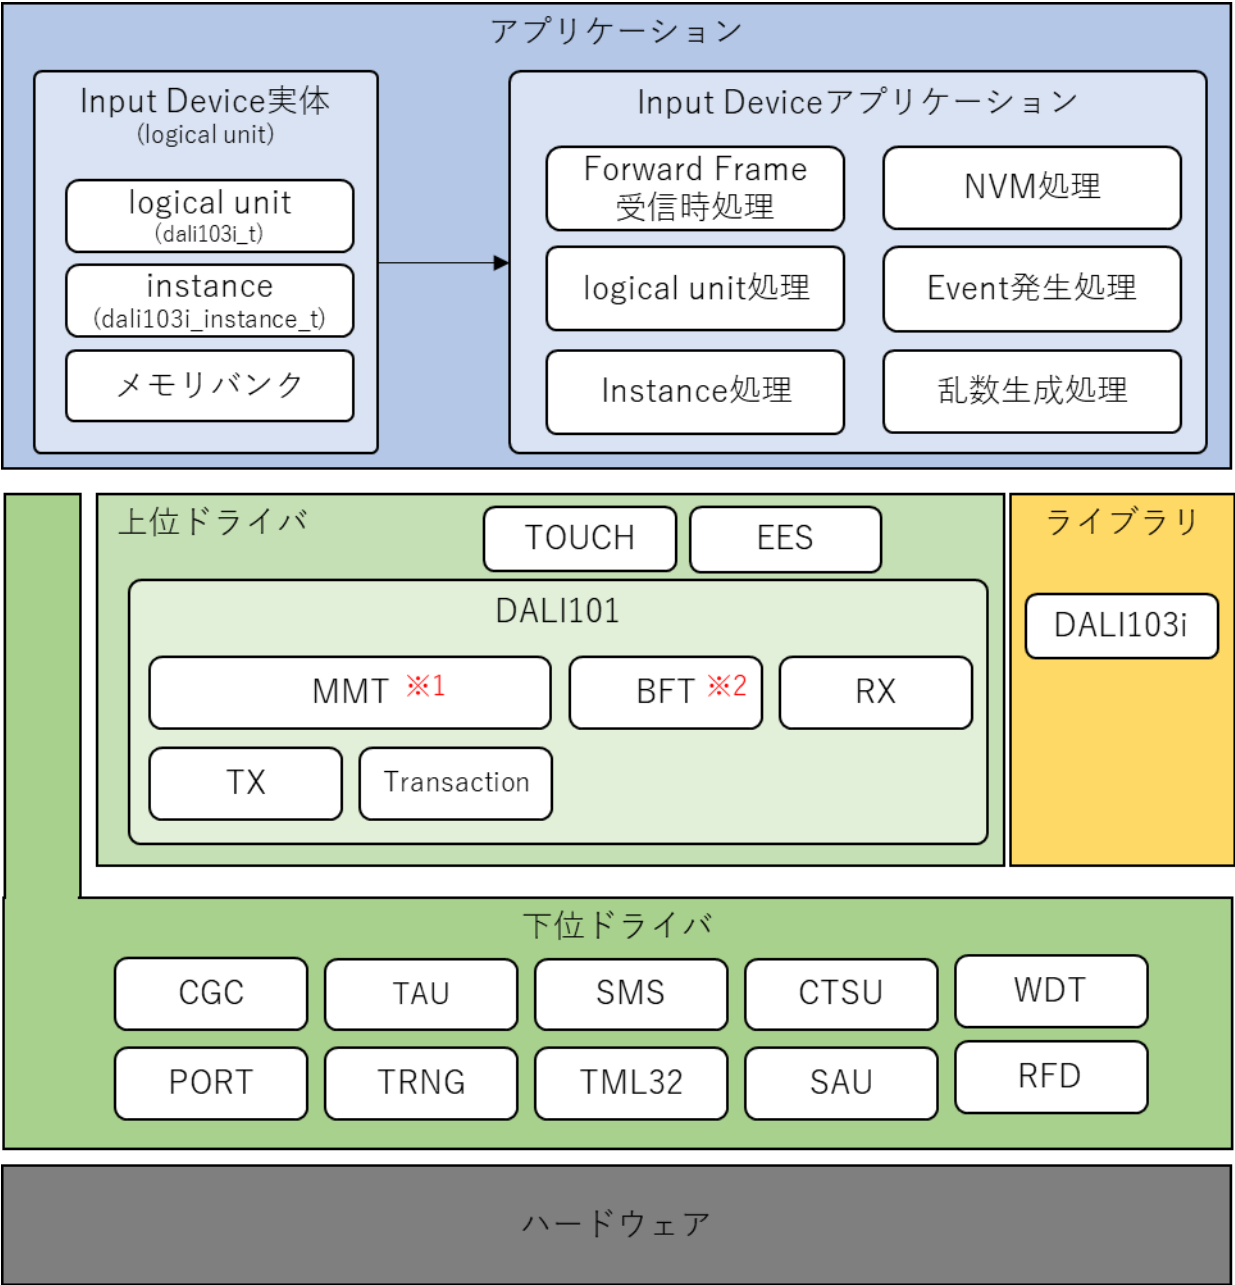 アプリケーション
Input Device実体
(logical unit)
logical unit
(dali103i_t)
instance
(dali103i_instance_t)
メモリバンク
Input Deviceアプリケーション
Forward Frame
受信時処理
NVM処理
logical unit処理
Event発生処理
Instance処理
乱数生成処理
上位ドライバ
TOUCH
EES
DALI101
MMT ※1
BFT ※2
RX
TX
Transaction
ライブラリ
DALI103i
下位ドライバ
CGC
TAU
SMS
CTSU
WDT
PORT
TRNG
TML32
SAU
RFD
ハードウェア